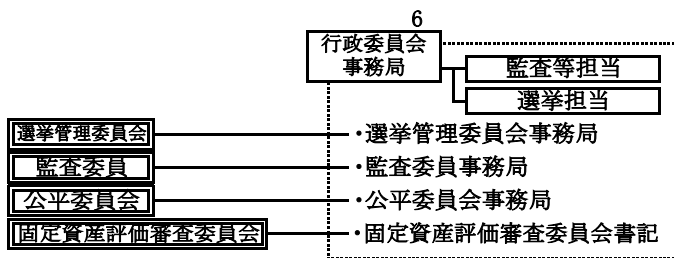 6
行政委員会
事務局
監査等担当
選挙担当
選挙管理委員会
・選挙管理委員会事務局
監査委員
・監査委員事務局
公平委員会
・公平委員会事務局
固定資産評価審査委員会
・固定資産評価審査委員会書記